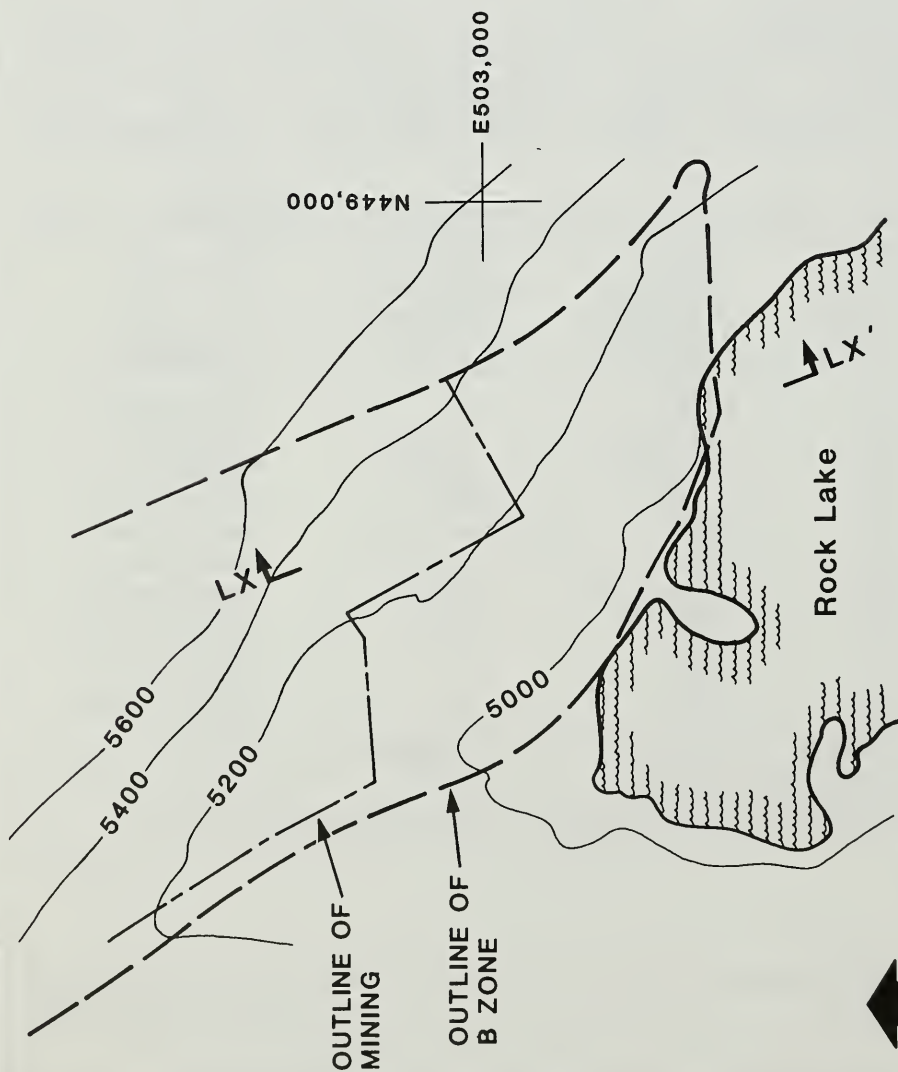 E503,000
N449,000
LX
5600
5400
5200
5000
LX'
Rock Lake
OUTLINE OF
MINING
OUTLINE OF
B ZONE